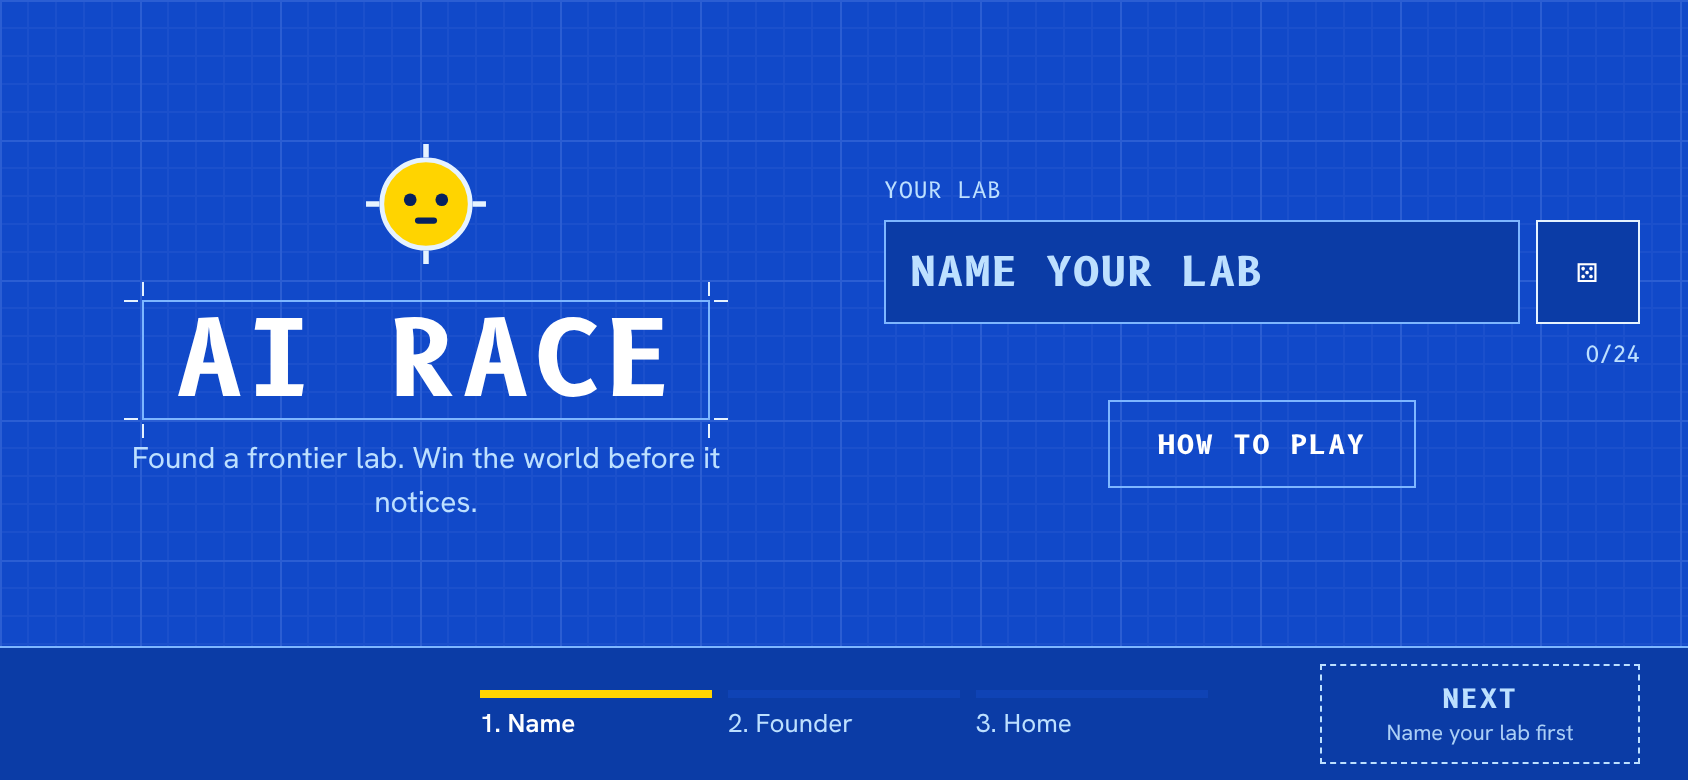 AI RACE
Found a frontier lab. Win the world before it
notices.
YOUR LAB
NAME YOUR LAB
0/24
HOW TO PLAY
1. Name
2. Founder
3. Home
NEXT
Name your lab first